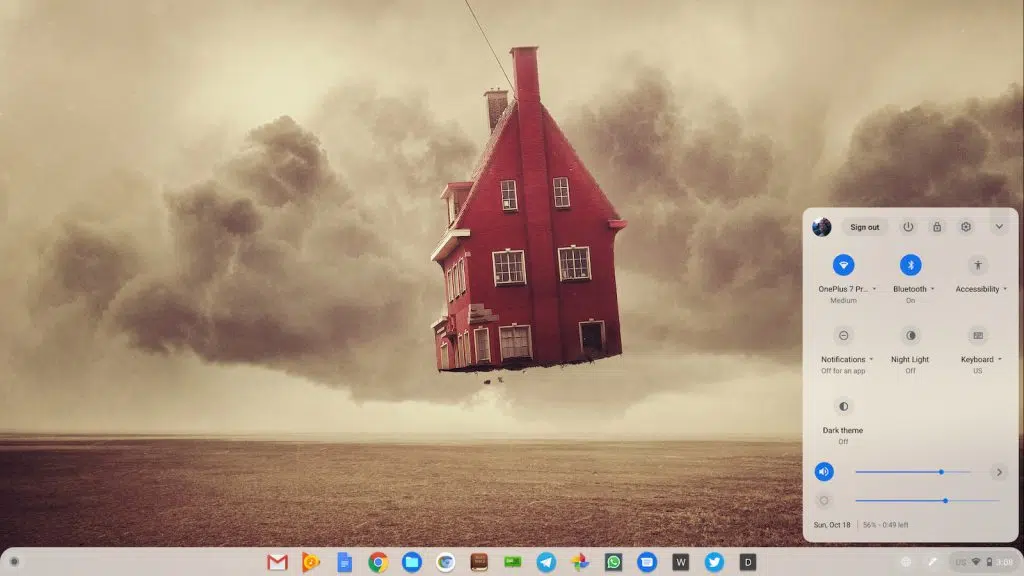 Sign out
OnePlus 7 Pr...
Medium
Bluetooth
On
Accessibility
Notifications
Off for an app
Night Light
Off
Keyboard
US
Dark theme
Off
Sun, Oct 18
56% - 0:49 left
W
D
US
3:08